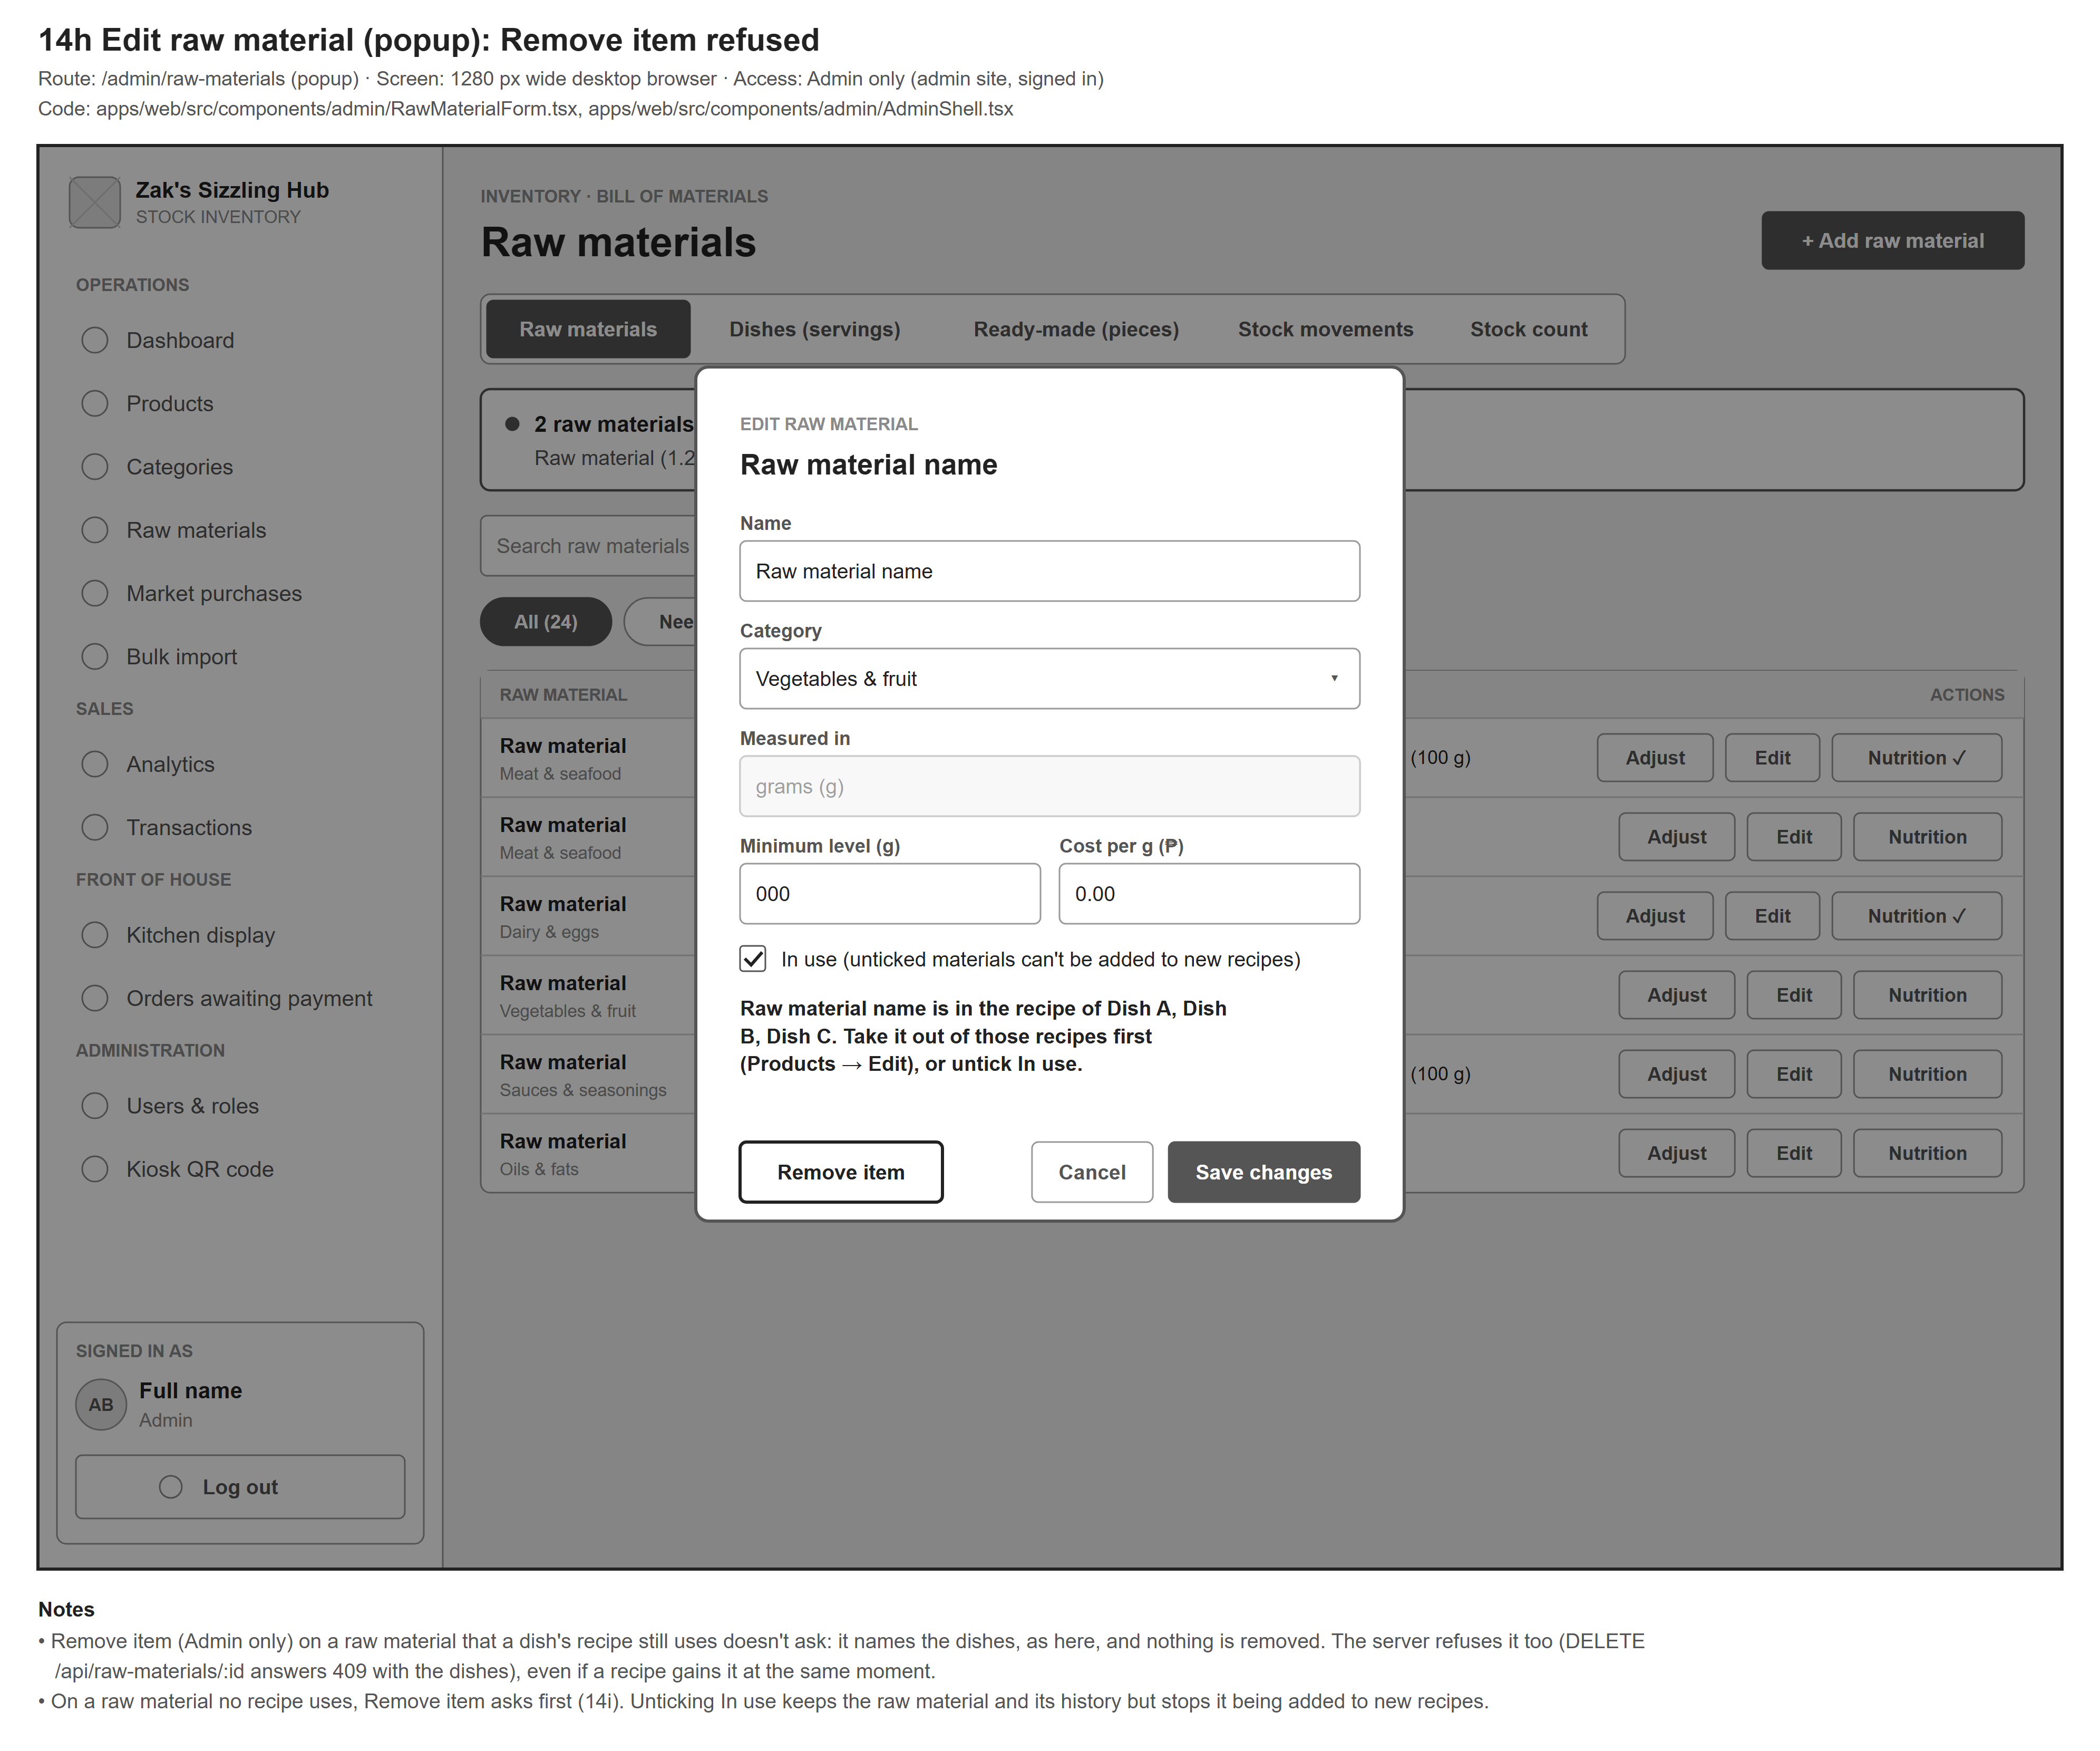 14h Edit raw material (popup): Remove item refused
Route: /admin/raw-materials (popup) · Screen: 1280 px wide desktop browser · Access: Admin only (admin site, signed in)
Code: apps/web/src/components/admin/RawMaterialForm.tsx, apps/web/src/components/admin/AdminShell.tsx
Zak's Sizzling Hub
STOCK INVENTORY
OPERATIONS
Dashboard
Products
Categories
Raw materials
Market purchases
Bulk import
SALES
Analytics
Transactions
FRONT OF HOUSE
Kitchen display
Orders awaiting payment
ADMINISTRATION
Users & roles
Kiosk QR code
SIGNED IN AS
AB
Full name
Admin
Log out
INVENTORY · BILL OF MATERIALS
Raw materials
+ Add raw material
Raw materials
Dishes (servings)
Ready-made (pieces)
Stock movements
Stock count
2 raw materials
Raw material (1.2
Search raw materials
All (24)
Nee
RAW MATERIAL
ACTIONS
Raw material
Meat & seafood
(100 g)
Adjust
Edit
Nutrition ✓
Raw material
Meat & seafood
Adjust
Edit
Nutrition
Raw material
Dairy & eggs
Adjust
Edit
Nutrition ✓
Raw material
Vegetables & fruit
Adjust
Edit
Nutrition
Raw material
Sauces & seasonings
(100 g)
Adjust
Edit
Nutrition
Raw material
Oils & fats
Adjust
Edit
Nutrition
EDIT RAW MATERIAL
Raw material name
Name
Raw material name
Category
Vegetables & fruit
Measured in
grams (g)
Minimum level (g)
Cost per g (₱)
000
0.00
In use (unticked materials can't be added to new recipes)
Raw material name is in the recipe of Dish A, Dish
B, Dish C. Take it out of those recipes first
(Products → Edit), or untick In use.
Remove item
Cancel
Save changes
Notes
• Remove item (Admin only) on a raw material that a dish's recipe still uses doesn't ask: it names the dishes, as here, and nothing is removed. The server refuses it too (DELETE
/api/raw-materials/:id answers 409 with the dishes), even if a recipe gains it at the same moment.
• On a raw material no recipe uses, Remove item asks first (14i). Unticking In use keeps the raw material and its history but stops it being added to new recipes.